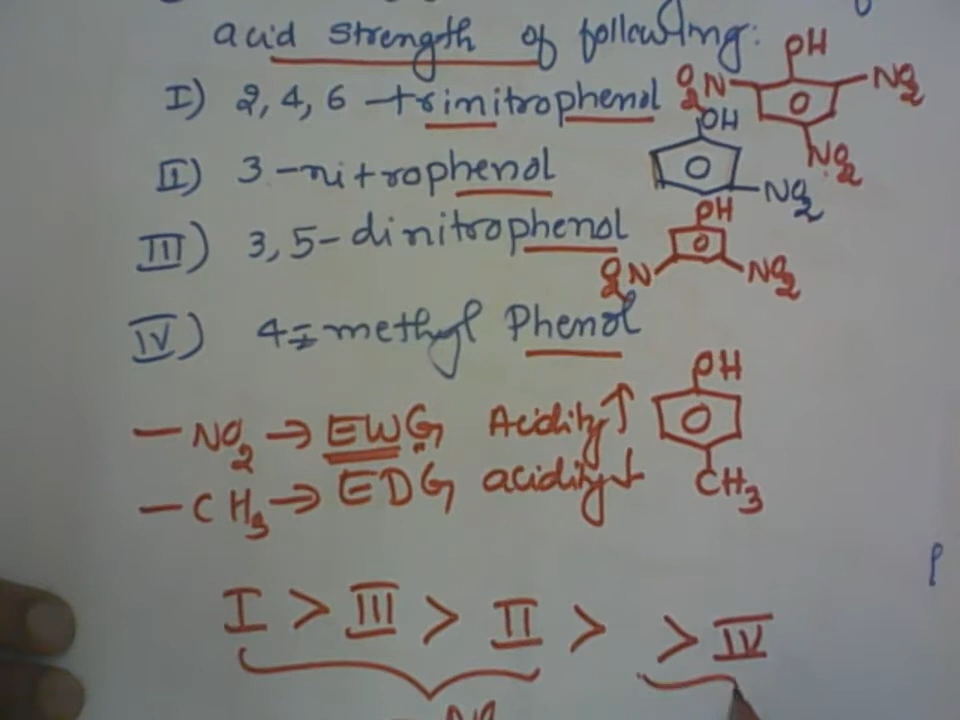 acid strength of following:
I) 2, 4, 6 - trinitrophenol
OH
O2N
NO2
NO2
II) 3-nitrophenol
OH
NO2
III) 3,5-dinitrophenol
OH
O2N
NO2
IV) 4-methyl Phenol
OH
CH3
-NO2 → EWG Acidity ↑
-CH3 → EDG acidity ↓
I > III > II > > IV